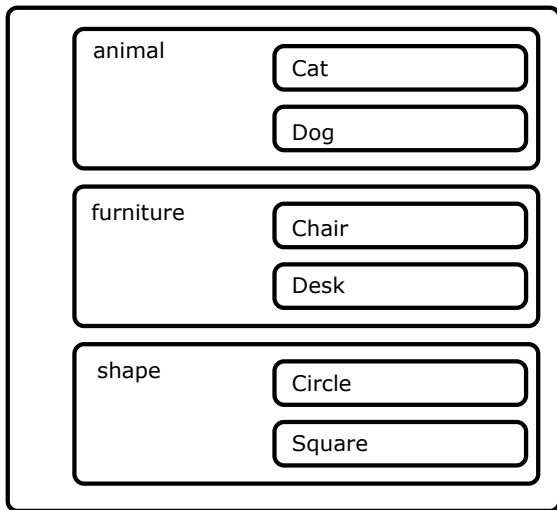 animal
Cat
Dog
furniture
Chair
Desk
shape
Circle
Square